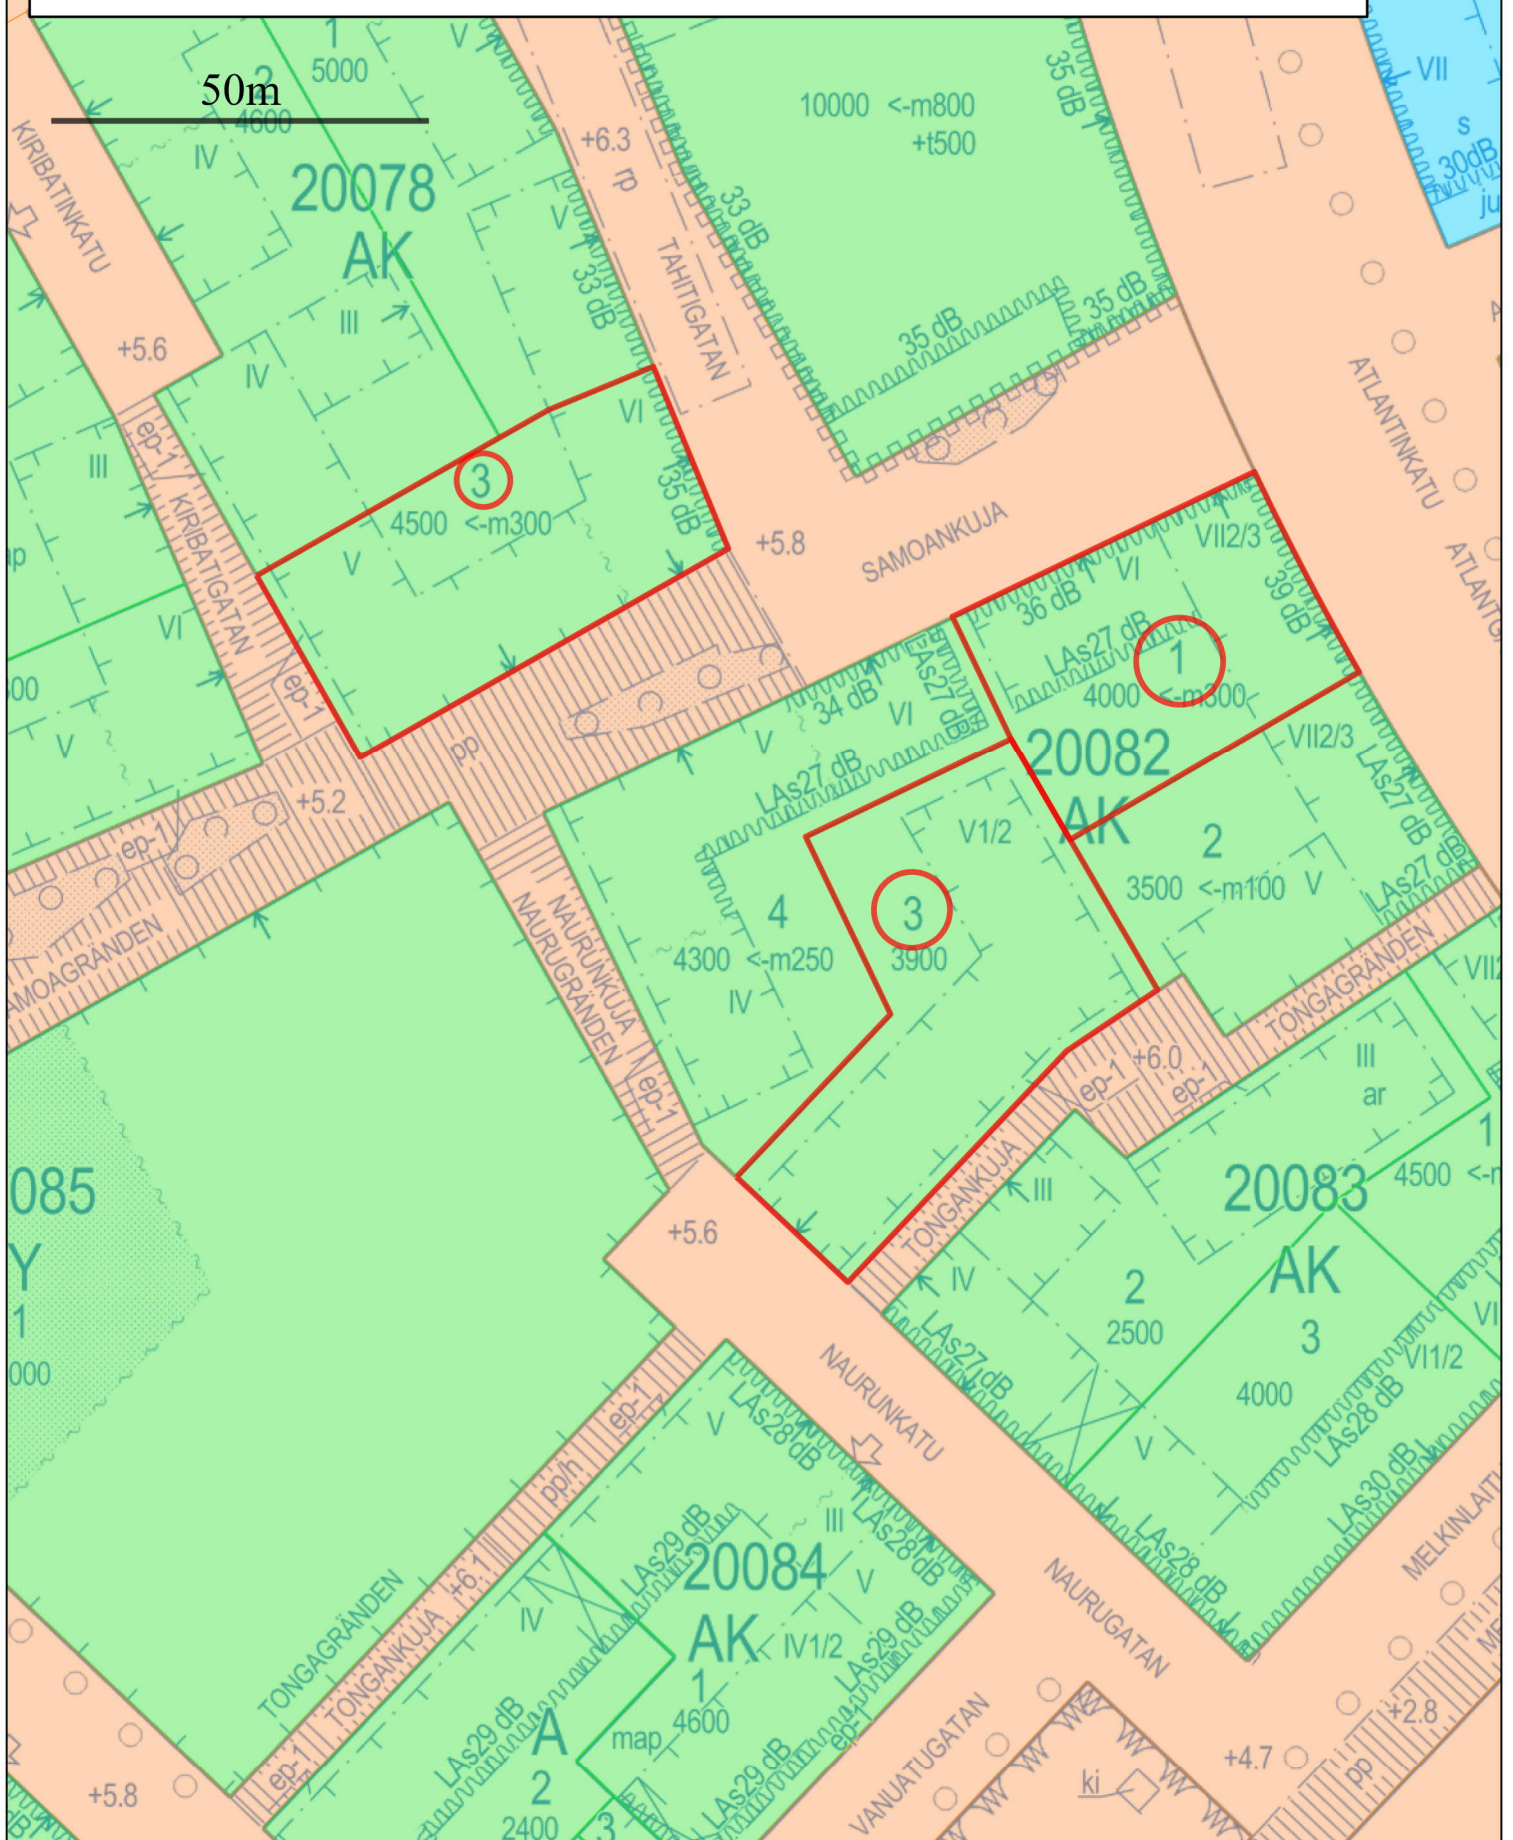 1
5000
V
VII
50m
2
4600
10000 <-m800
+t500
35 dB
s
30dB
IV
+6.3
rp
20078
AK
KIRIBATINKATU
33 dB
V
TAHITIGATAN
33 dB
III
+5.6
35 dB
35 dB
IV
VI
ATLANTINKATU
ep-1
III
3
35 dB
KIRIBATIGATAN
4500 <-m300
+5.8
SAMOANKUJA
VII2/3
V
VI
36 dB
39 dB
VI
LAs27 dB
1
4000 <-m300
ep-1
34 dB
VI
LAs27 dB
V
pp
V
20082
AK
VII2/3
LAs27 dB
LAs27 dB
+5.2
ep-1
V1/2
2
3500 <-m100
V
LAs27 dB
4
3
4300 <-m250
3900
IV
NAURUNKUJA
NAURUGRÄNDEN
TONGAGRÄNDEN
ep-1
+6.0
ep-1
ep-1
III
ar
TONGANKUJA
III
20083
AK
1
4500
085
Y
1
000
+5.6
IV
2
2500
3
4000
VI
VI1/2
LAs27 dB
NAURUNKATU
LAs28 dB
V
LAs28 dB
V
ep-1
pp/h
LAs30 dB
LAs28 dB
III
LAs28 dB
LAs29 dB
20084
AK
V
IV1/2
IV
+6.1
1
4600
LAs29 dB
ep-1
TONGAGRÄNDEN
TONGANKUJA
NAURUGATAN
A
map
2
2400
3
LAs29 dB
LAs29 dB
ep-1
+5.8
VANUATUGATAN
ki
+4.7
+2.8
pp